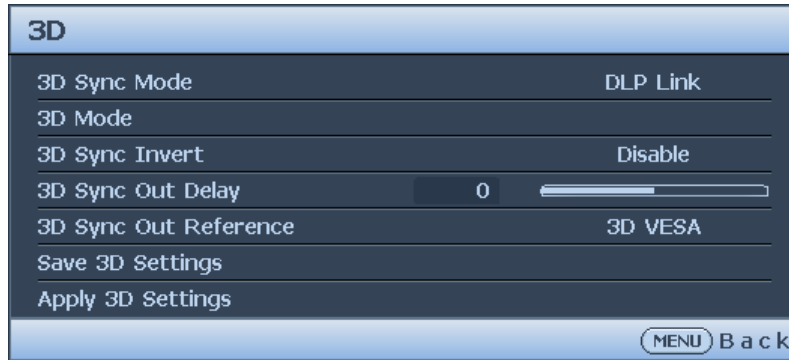 3D
3D Sync Mode DLP Link
3D Mode
3D Sync Invert Disable
3D Sync Out Delay 0
3D Sync Out Reference 3D VESA
Save 3D Settings
Apply 3D Settings
MENU Back